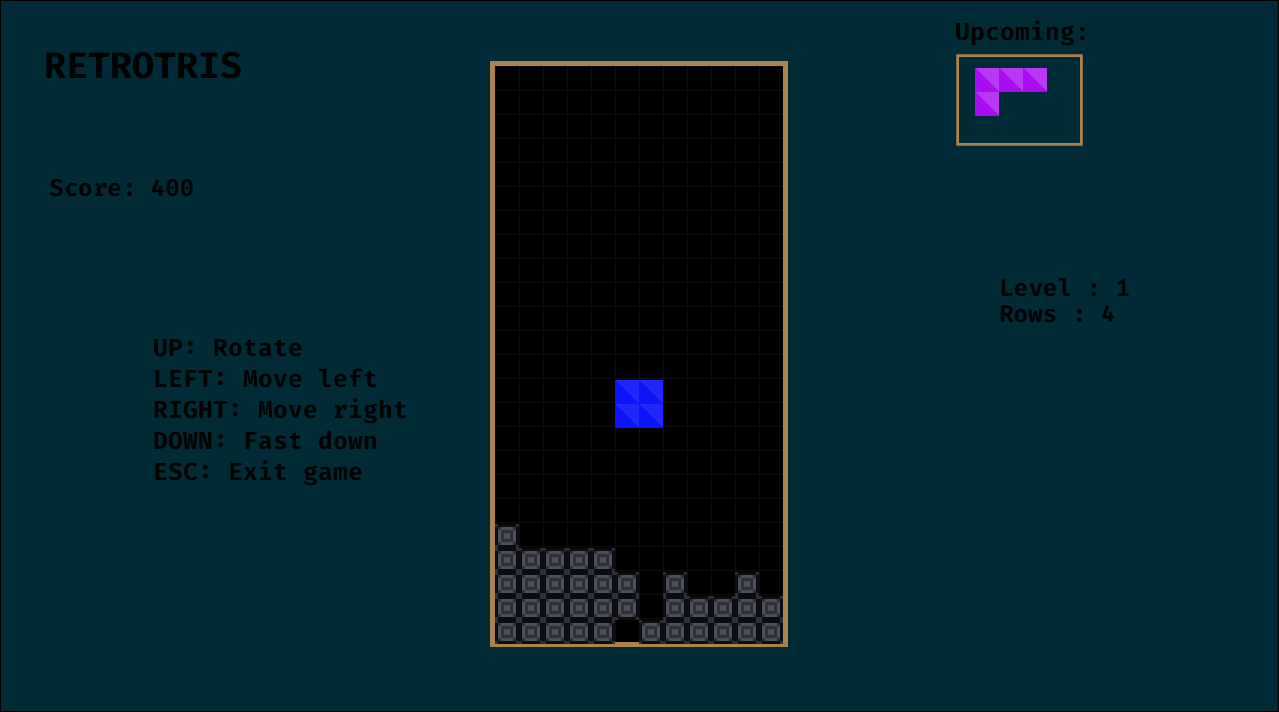 RETROTRIS
Upcoming:
Score: 400
Level : 1
Rows : 4
UP: Rotate
LEFT: Move left
RIGHT: Move right
DOWN: Fast down
ESC: Exit game